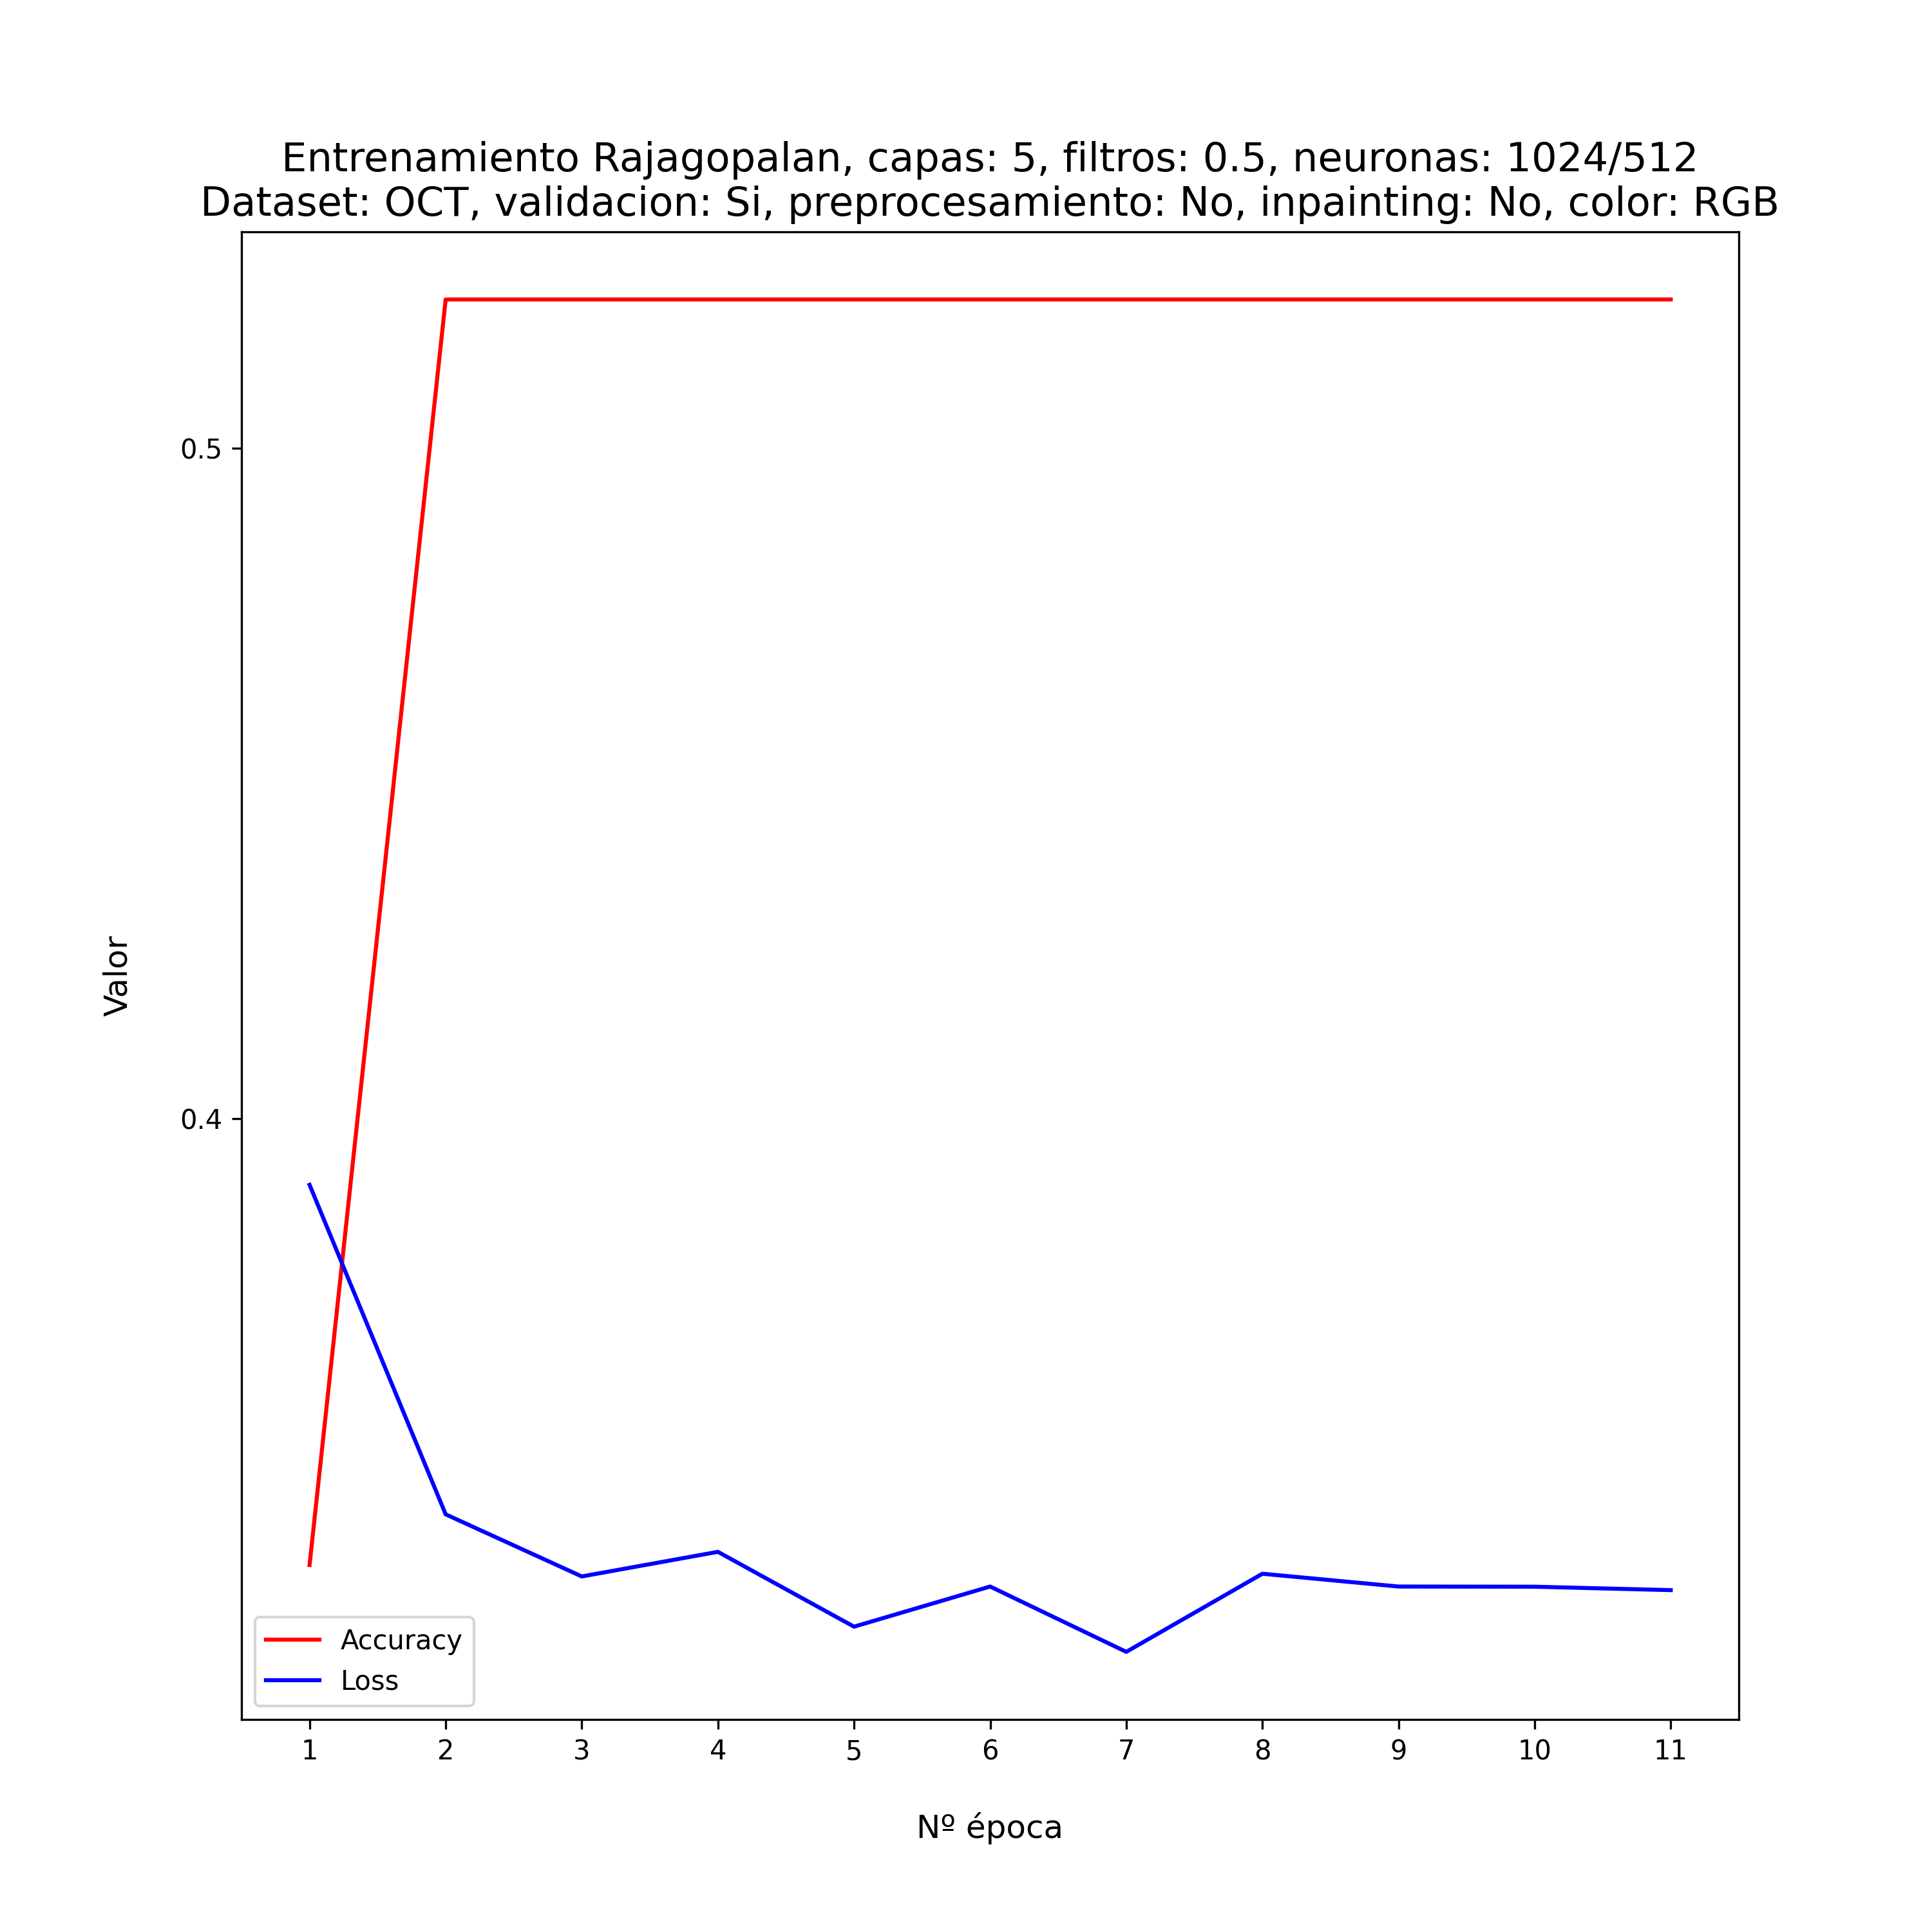 Entrenamiento Rajagopalan, capas: 5, filtros: 0.5, neuronas: 1024/512
Dataset: OCT, validacion: Si, preprocesamiento: No, inpainting: No, color: RGB
0.5
Valor
0.4
Accuracy
Loss
1 2 3 4 5 6 7 8 9 10 11
Nº época